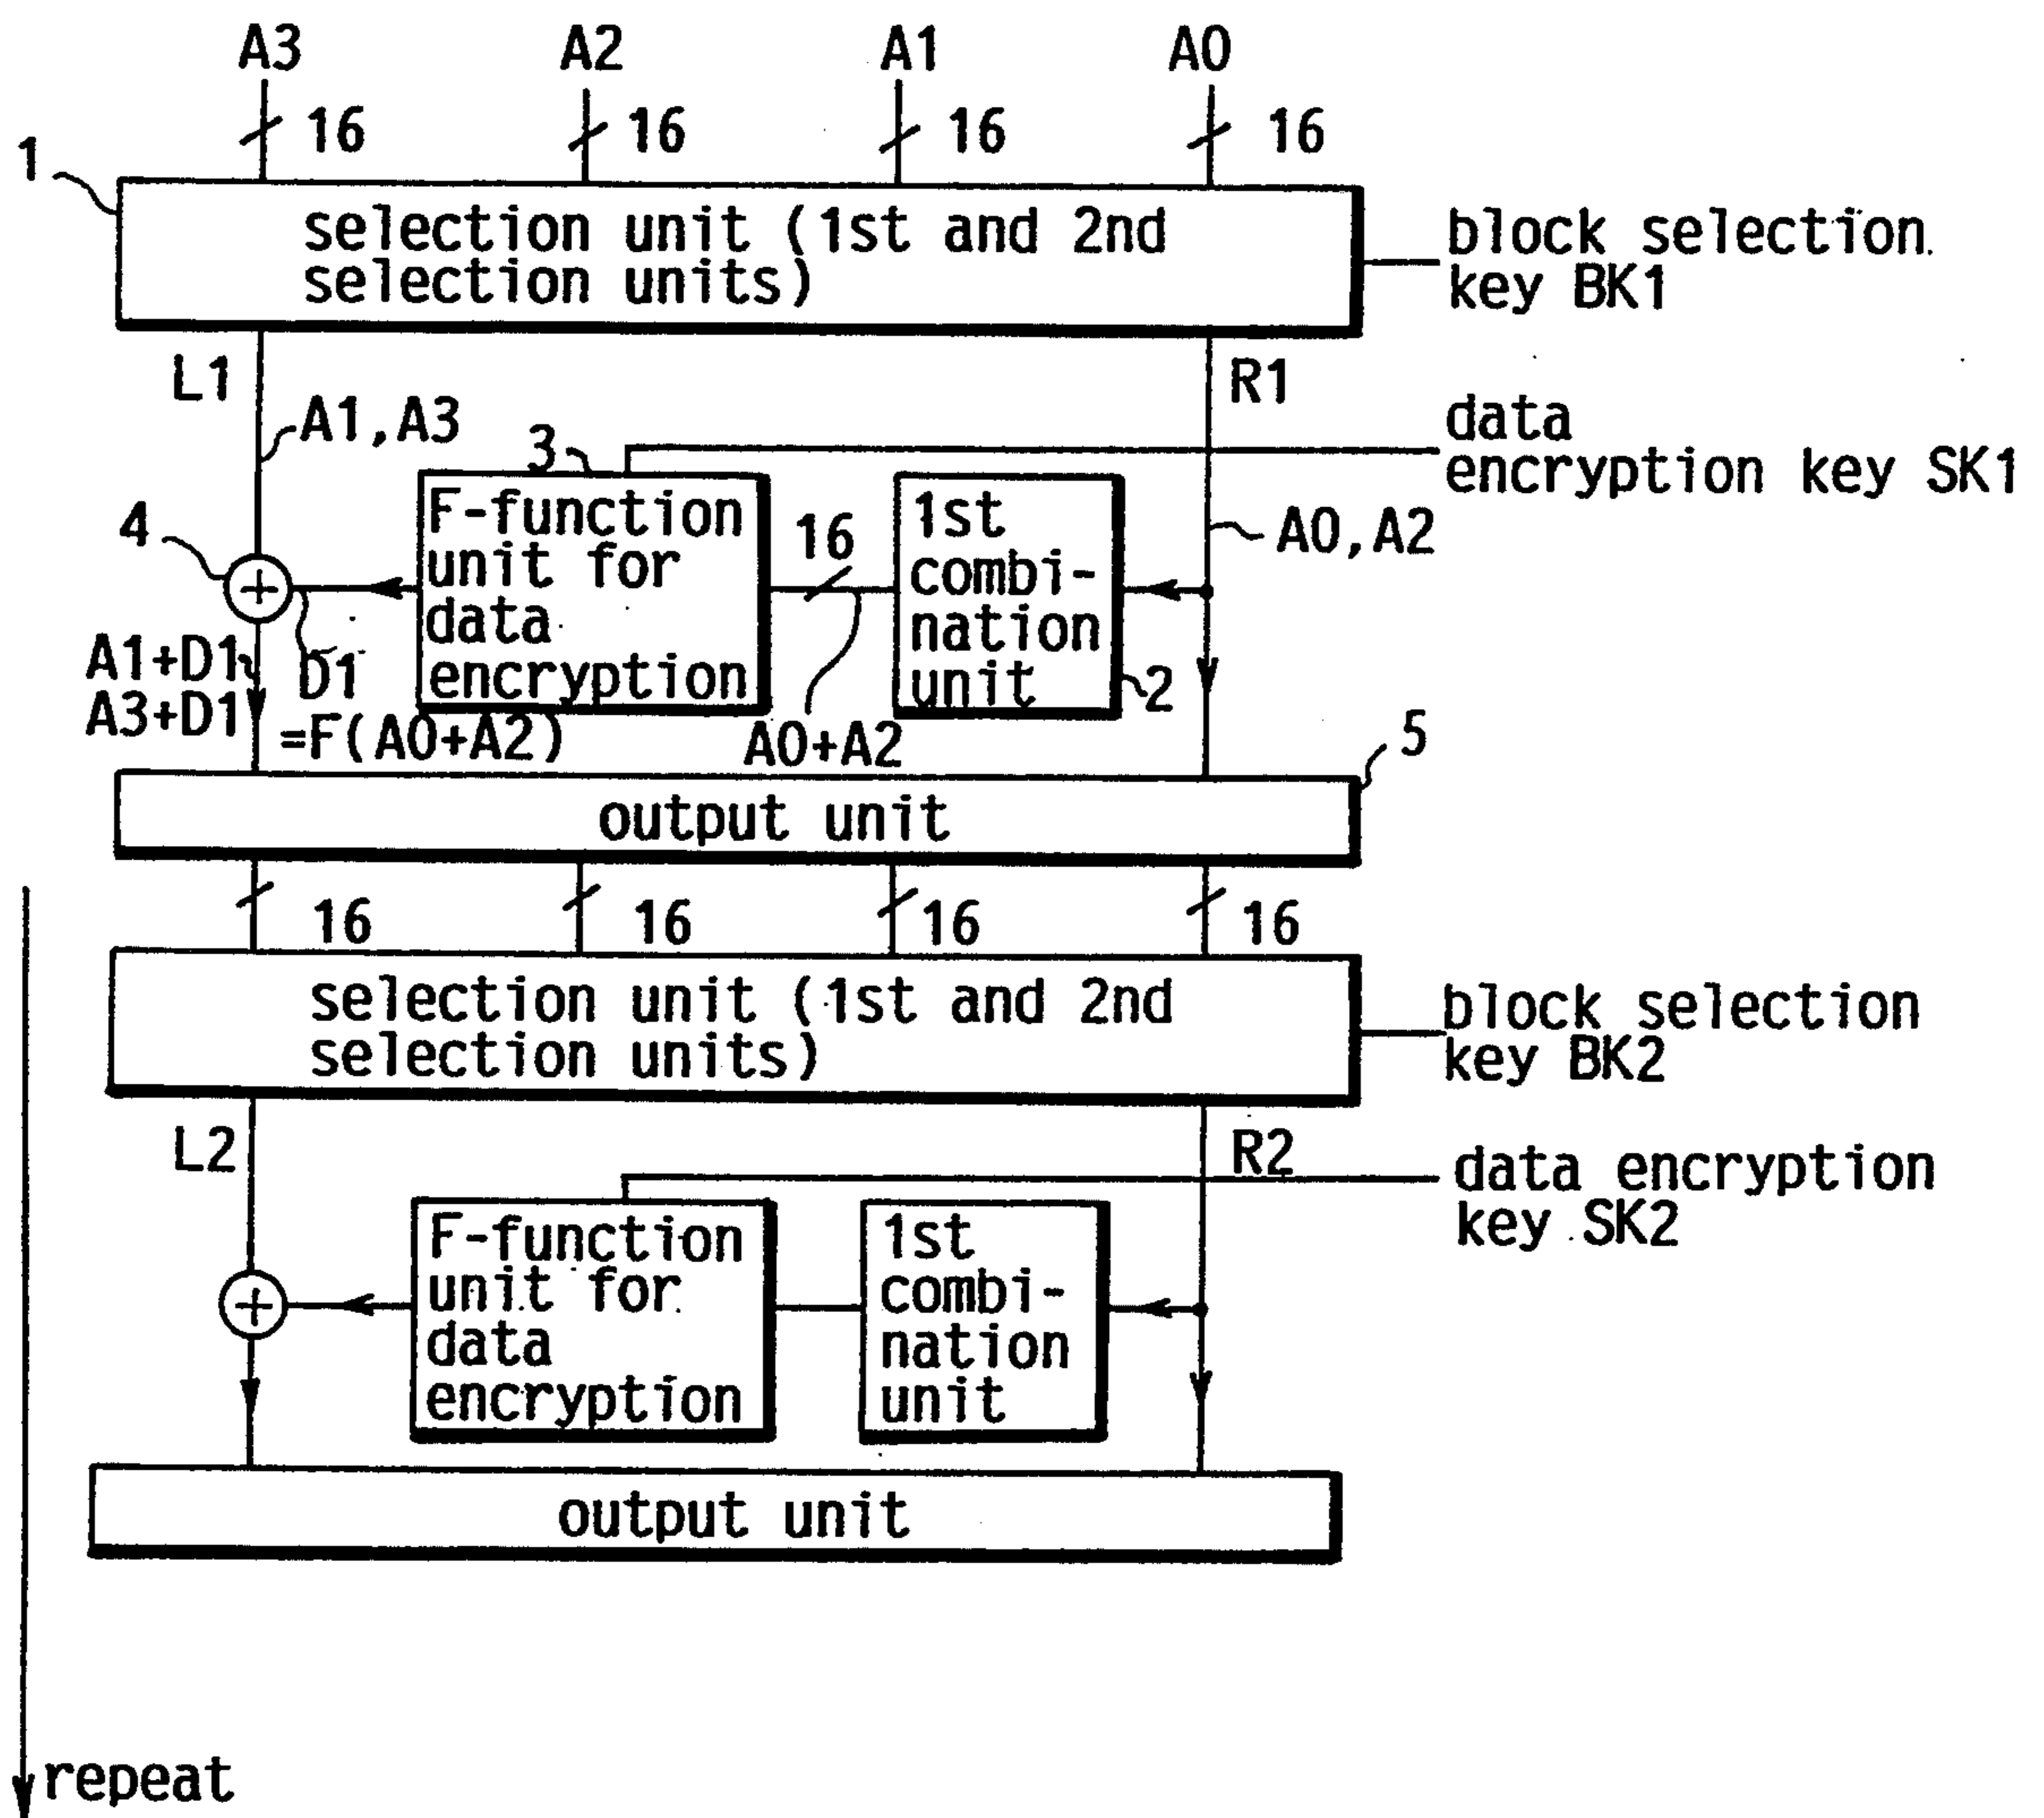 A3 A2 A1 A0
16 16 16 16
1
selection unit (1st and 2nd
selection units)
block selection
key BK1
L1
R1
A1,A3
data
encryption key SK1
3
F-function
unit for
data
encryption
16
1st
combi-
nation
unit
A0,A2
4
2
A1+D1
A3+D1
D1
=F(A0+A2)
A0+A2
5
output unit
16 16 16 16
selection unit (1st and 2nd
selection units)
block selection
key BK2
L2
R2
data encryption
key SK2
F-function
unit for
data
encryption
1st
combi-
nation
unit
output unit
repeat